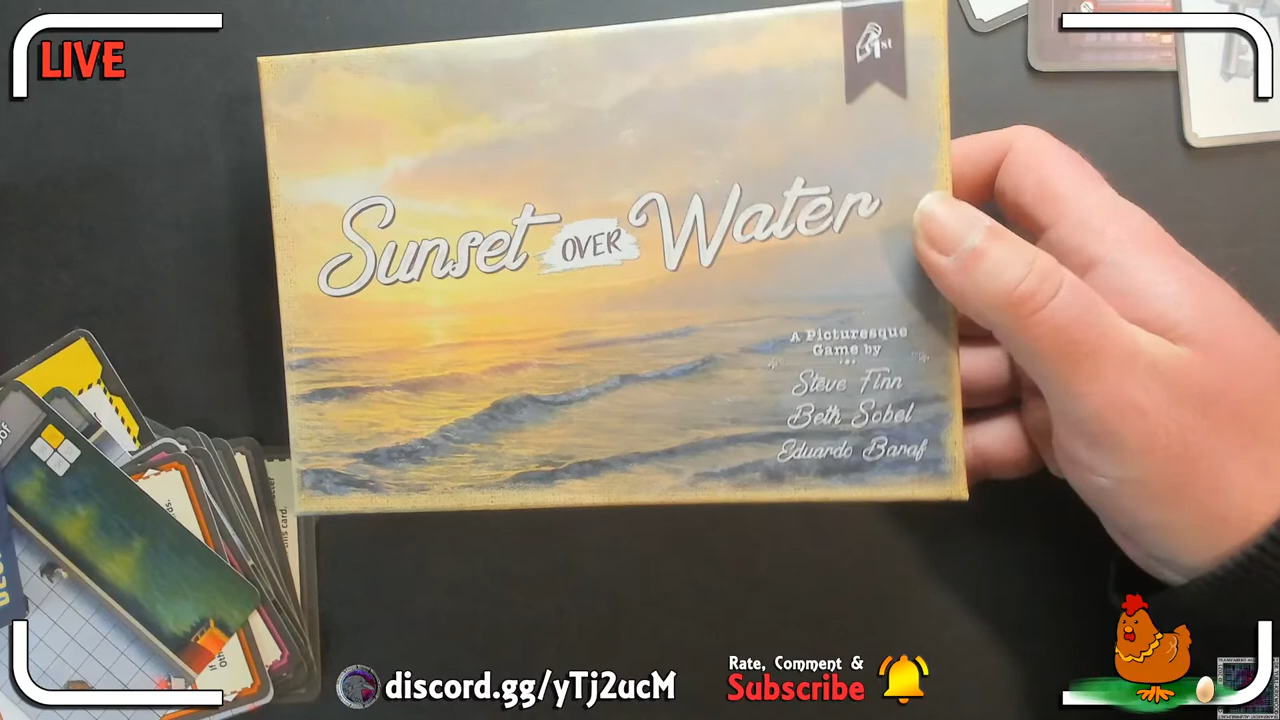 LIVE
1st
Sunset OVER Water
A Picturesque
Game by
Steve Finn
Beth Sobel
Eduardo Baraf
discord.gg/yTj2ucM
Rate, Comment &
Subscribe